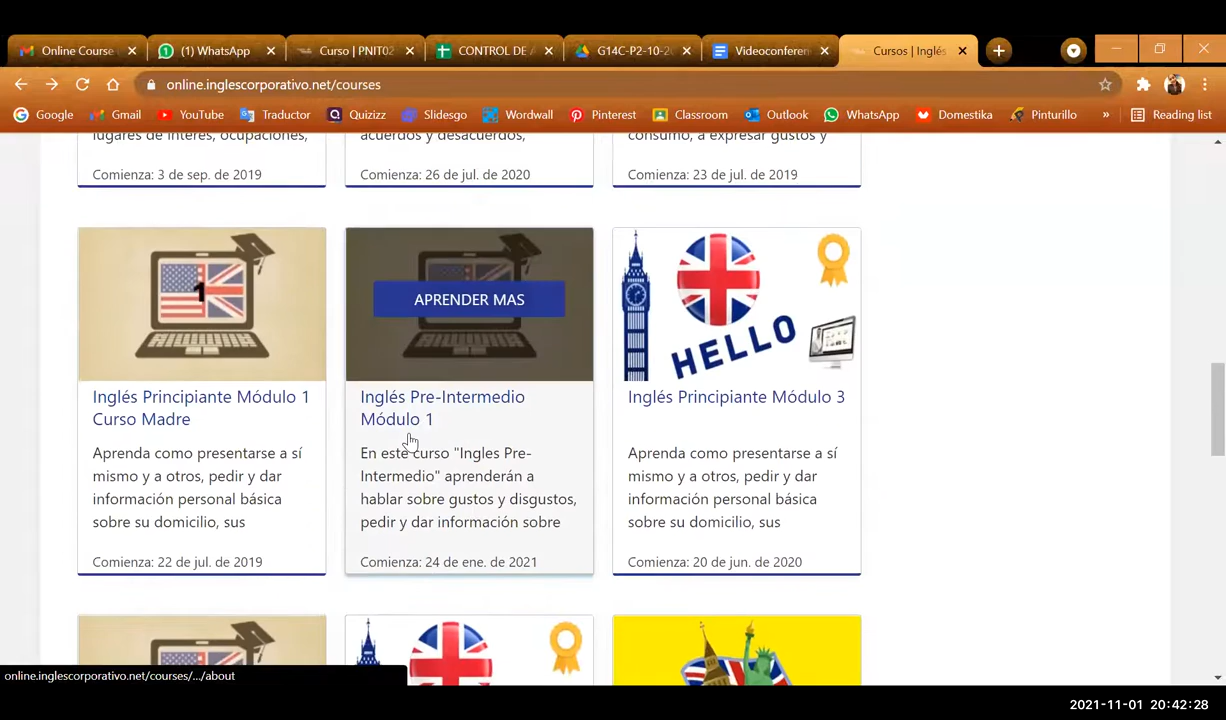 Online Course
(1) WhatsApp
Curso | PNIT02
CONTROL DE A
G14C-P2-10-20
Videoconferen
Cursos | Inglés
online.inglescorporativo.net/courses
Google
Gmail
YouTube
Traductor
Quizizz
Slidesgo
Wordwall
Pinterest
Classroom
Outlook
WhatsApp
Domestika
Pinturillo
»
Reading list
lugares de interés, ocupaciones,
Comienza: 3 de sep. de 2019
acuerdos y desacuerdos,
Comienza: 26 de jul. de 2020
consumo, a expresar gustos y
Comienza: 23 de jul. de 2019
1
Inglés Principiante Módulo 1
Curso Madre
Aprenda como presentarse a sí
mismo y a otros, pedir y dar
información personal básica
sobre su domicilio, sus
Comienza: 22 de jul. de 2019
APRENDER MAS
Inglés Pre-Intermedio
Módulo 1
En este curso "Ingles Pre-
Intermedio" aprenderán a
hablar sobre gustos y disgustos,
pedir y dar información sobre
Comienza: 24 de ene. de 2021
HELLO
Inglés Principiante Módulo 3
Aprenda como presentarse a sí
mismo y a otros, pedir y dar
información personal básica
sobre su domicilio, sus
Comienza: 20 de jun. de 2020
online.inglescorporativo.net/courses/.../about
2021-11-01 20:42:28